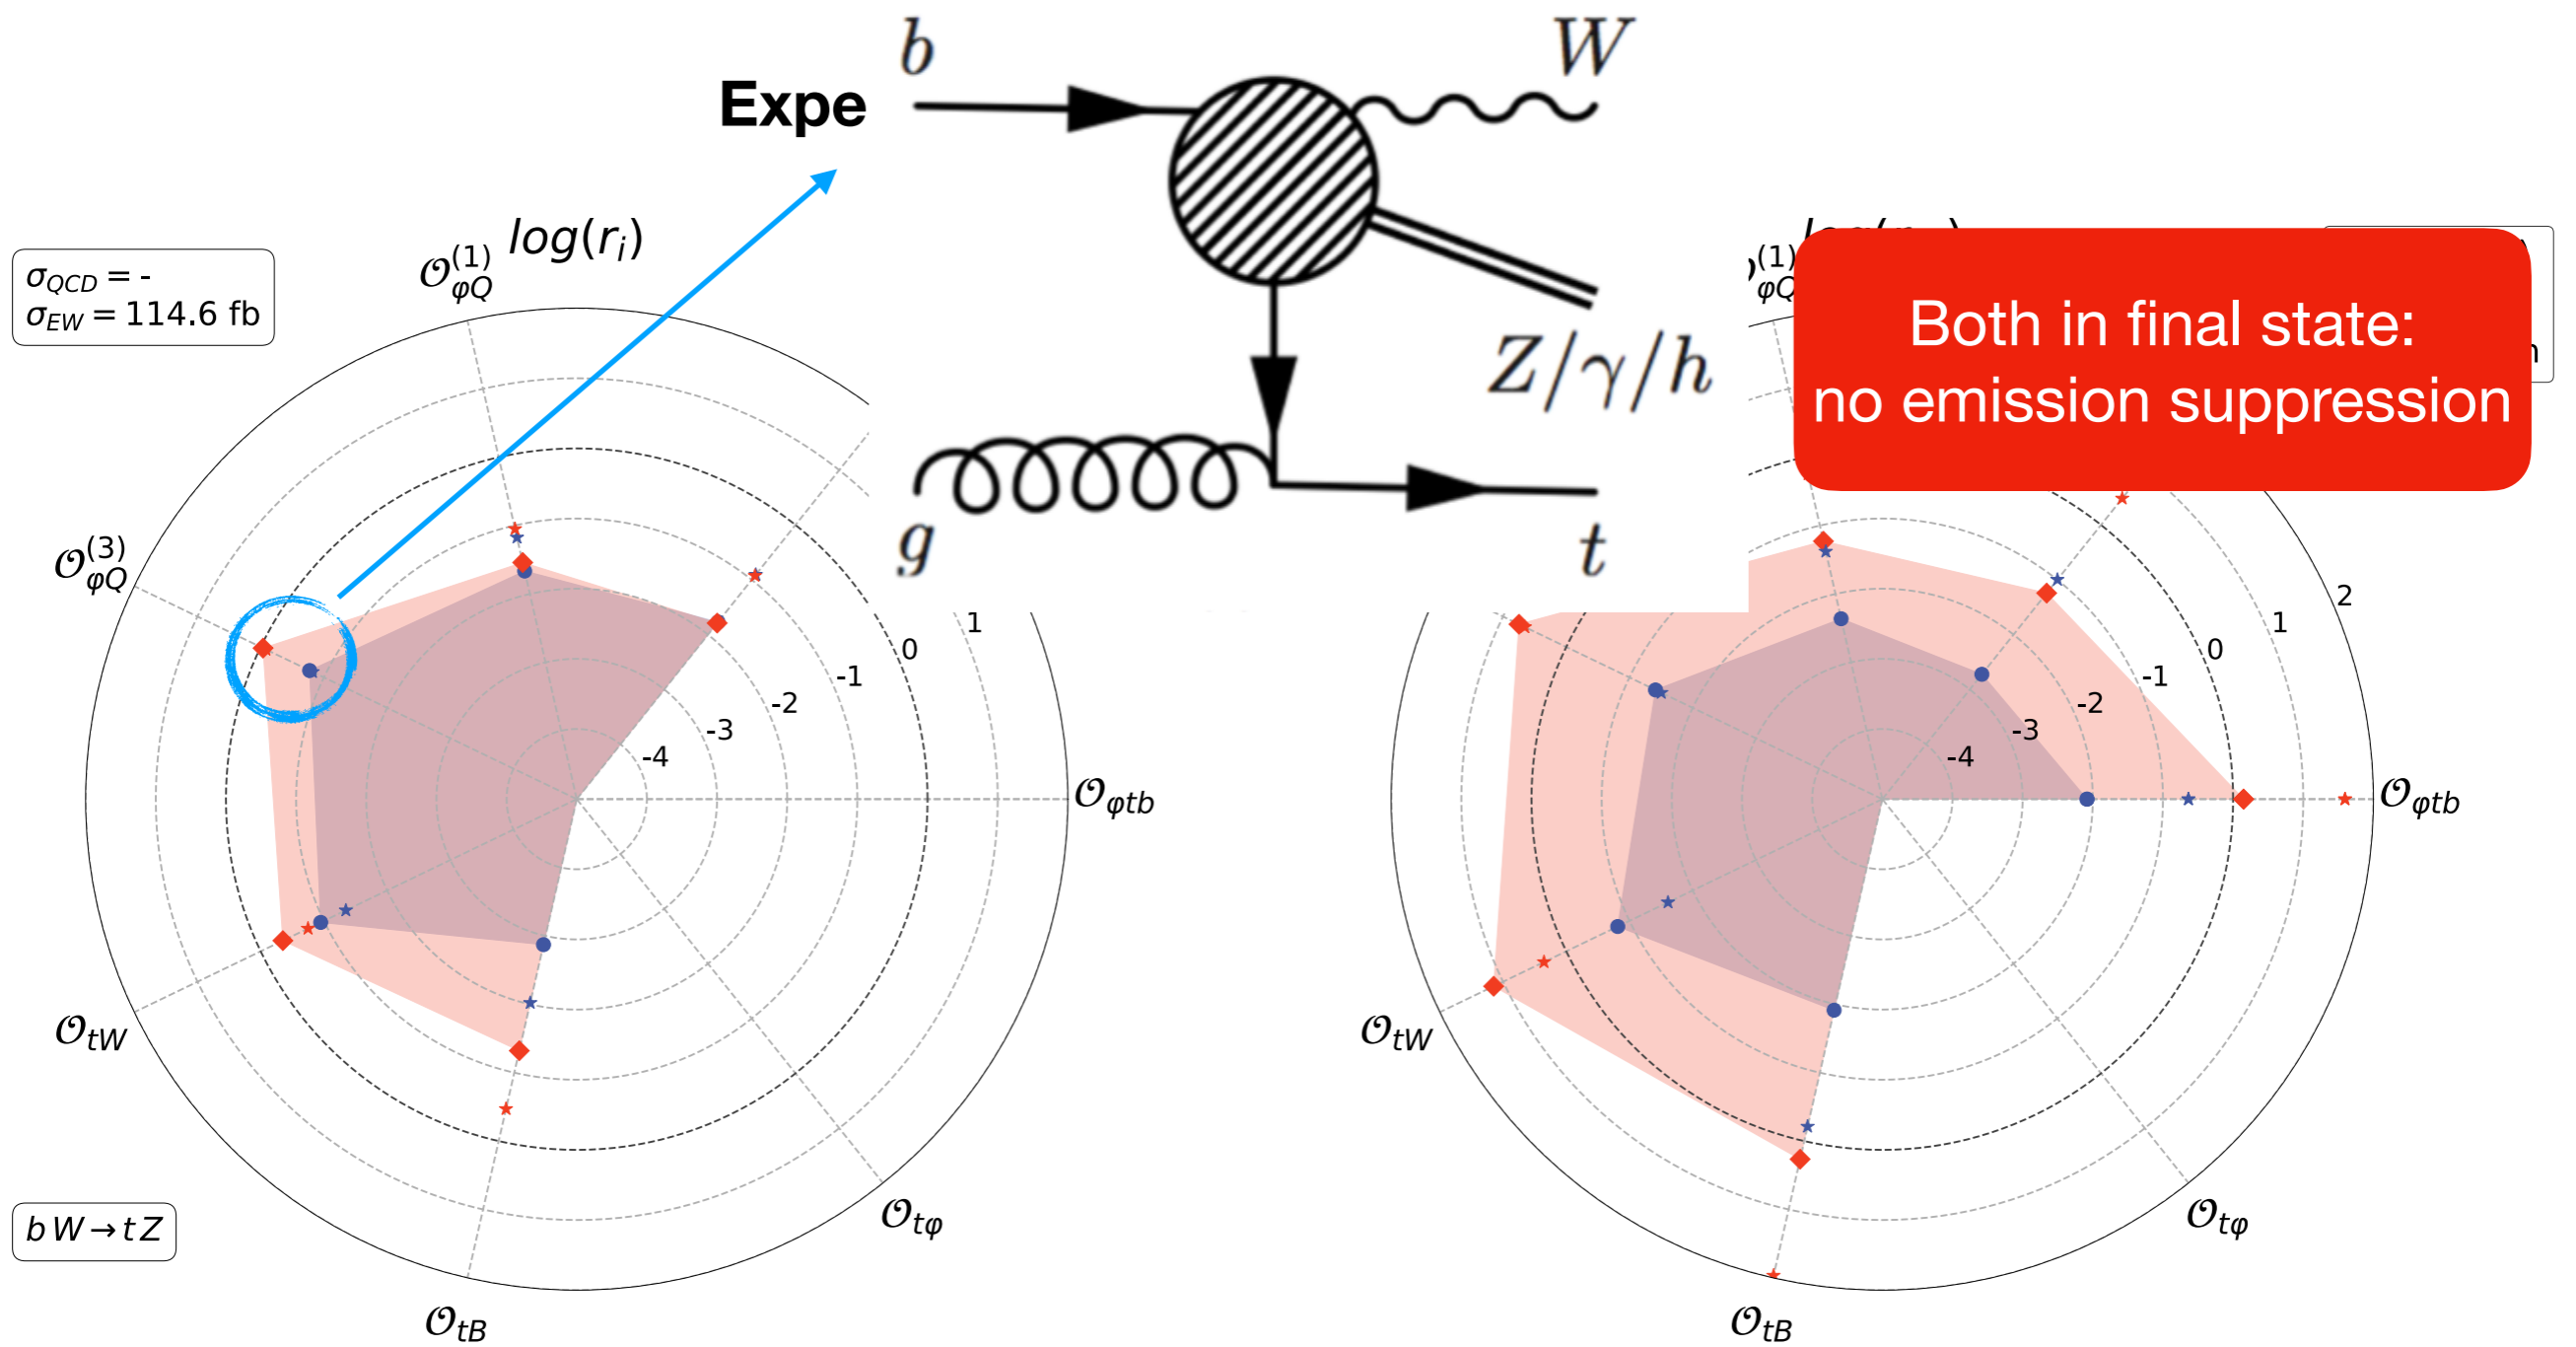 b
W
Expe
Z/γ/h
g
t
σ_QCD = -
σ_EW = 114.6 fb
log(r_i)
𝒪_φQ^(1)
𝒪_φQ^(3)
𝒪_tW
𝒪_tB
𝒪_tφ
𝒪_φtb
-4
-3
-2
-1
0
1
b W → t Z
Both in final state:
no emission suppression
(1)
φQ
-4
-3
-2
-1
0
1
2
𝒪_φtb
𝒪_tφ
𝒪_tB
𝒪_tW